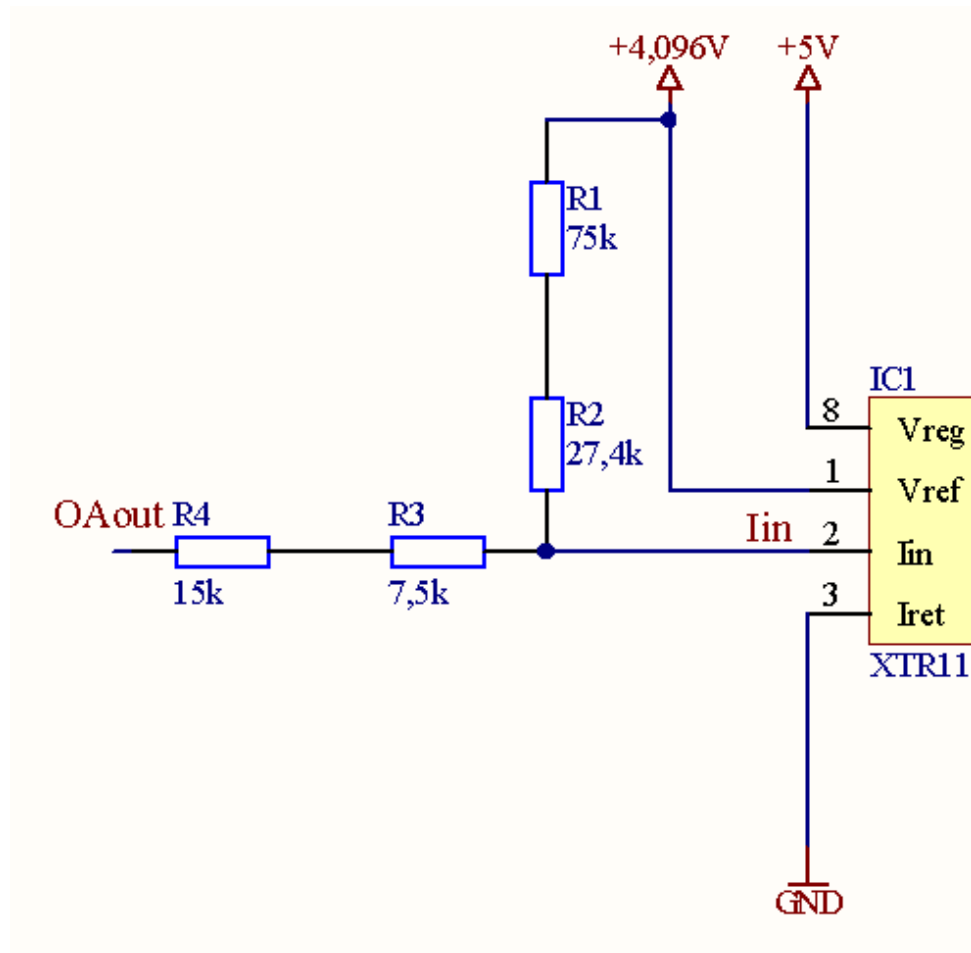 +4,096V +5V
R1
75k
IC1
R2
27,4k
8 Vreg
1 Vref
OAout R4 R3 Iin
2 Iin
15k 7,5k
3 Iret
XTR11
GND